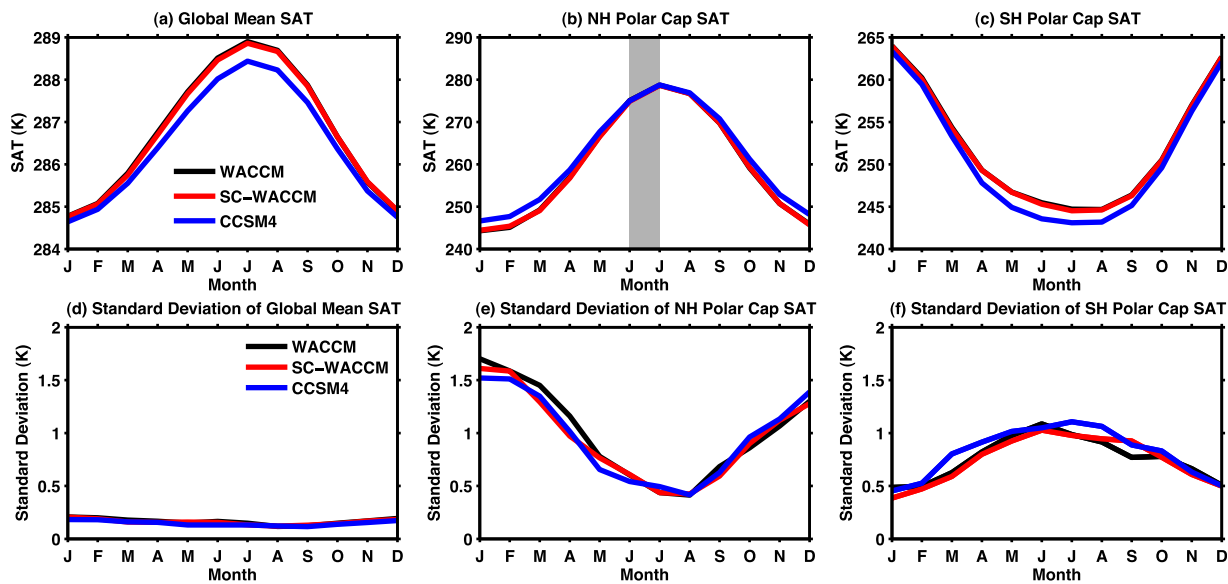 (a) Global Mean SAT
289
288
287
286
285
284
SAT (K)
WACCM
SC-WACCM
CCSM4
J F M A M J J A S O N D
Month
(b) NH Polar Cap SAT
290
280
270
260
250
240
SAT (K)
J F M A M J J A S O N D
Month
(c) SH Polar Cap SAT
265
260
255
250
245
240
SAT (K)
J F M A M J J A S O N D
Month
(d) Standard Deviation of Global Mean SAT
2
1.5
1
0.5
0
Standard Deviation (K)
WACCM
SC-WACCM
CCSM4
J F M A M J J A S O N D
Month
(e) Standard Deviation of NH Polar Cap SAT
2
1.5
1
0.5
0
Standard Deviation (K)
J F M A M J J A S O N D
Month
(f) Standard Deviation of SH Polar Cap SAT
2
1.5
1
0.5
0
Standard Deviation (K)
J F M A M J J A S O N D
Month